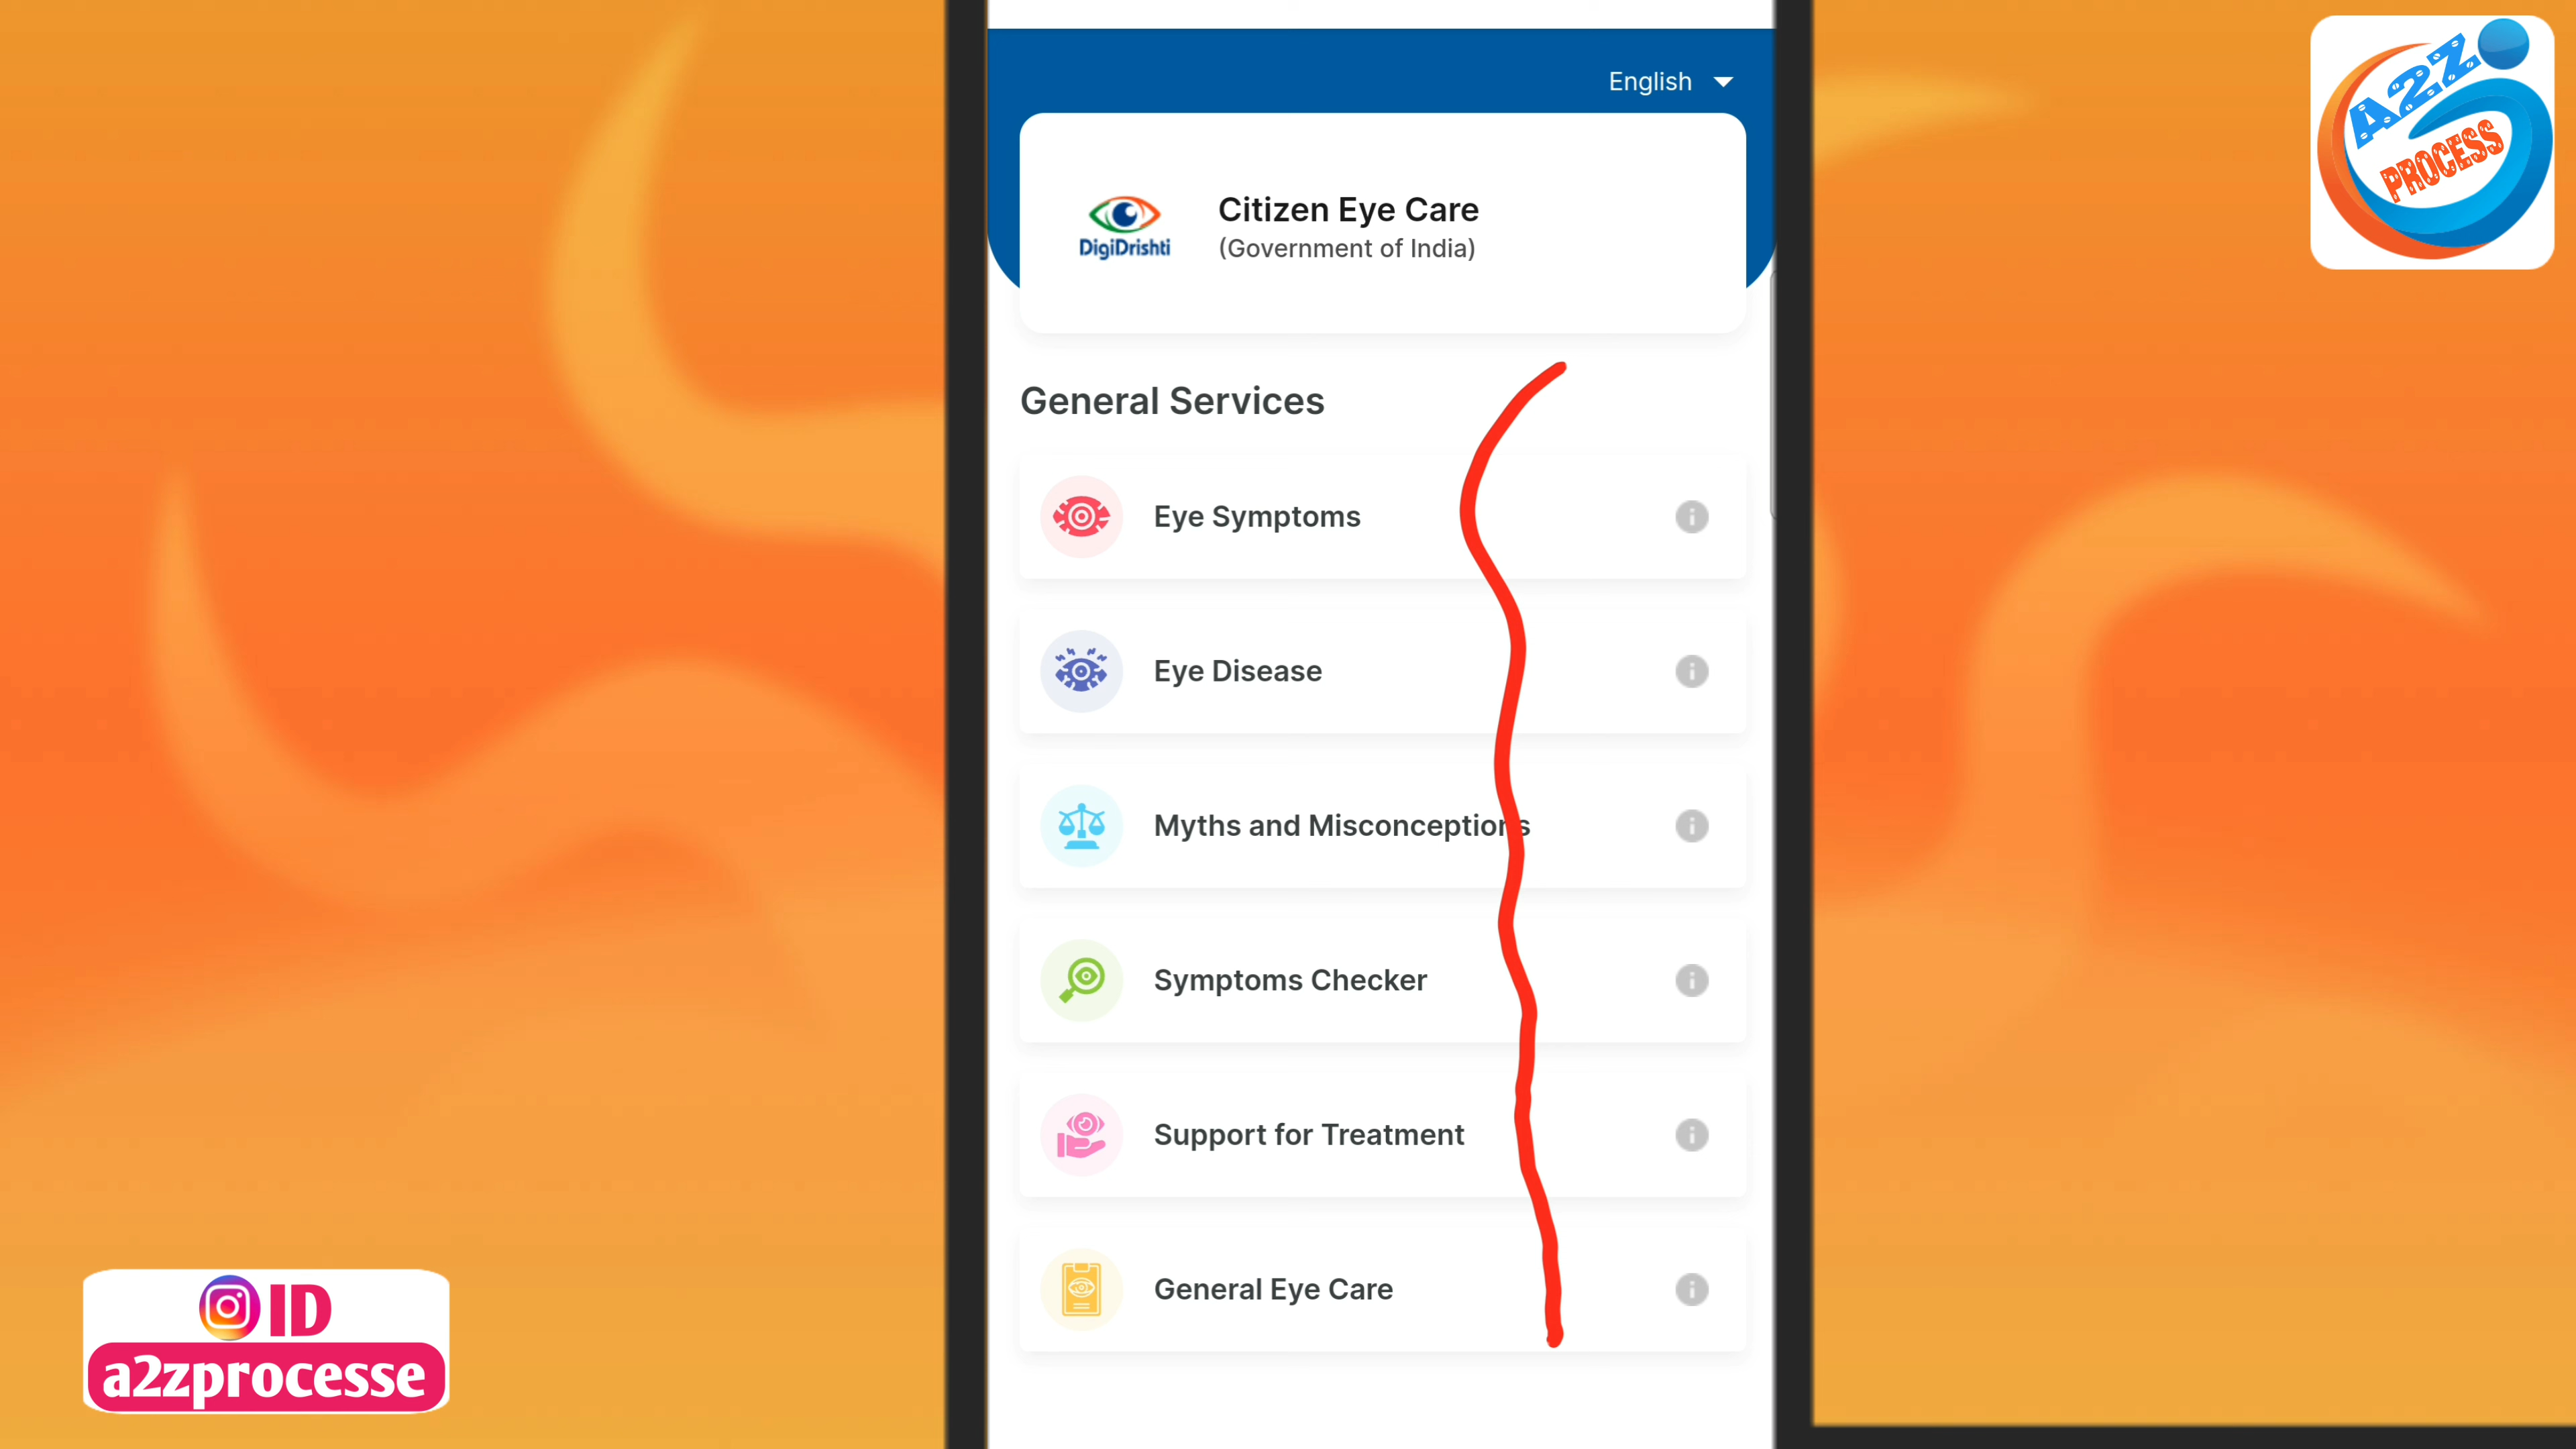 English
A2Z
PROCESS
DigiDrishti
Citizen Eye Care
(Government of India)
General Services
Eye Symptoms
Eye Disease
Myths and Misconceptions
Symptoms Checker
Support for Treatment
General Eye Care
ID
a2zprocesse